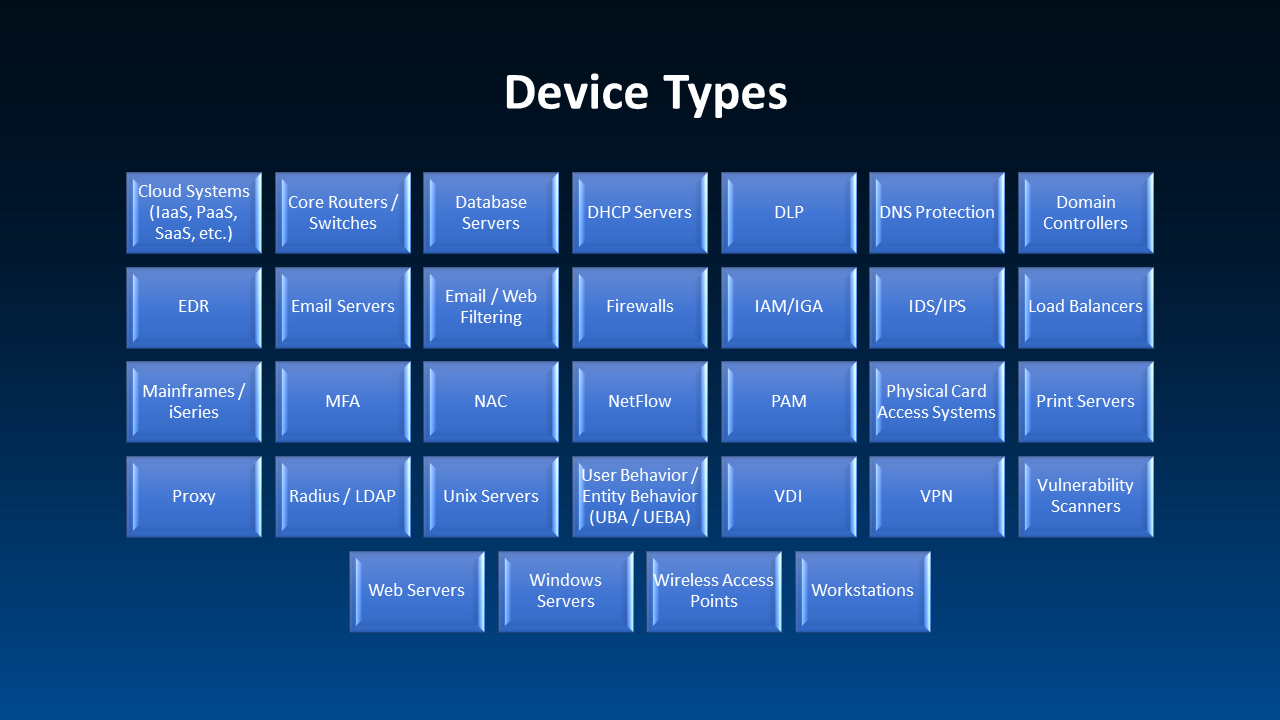 Device Types
Cloud Systems
(IaaS, PaaS,
SaaS, etc.)
Core Routers /
Switches
Database
Servers
DHCP Servers
DLP
DNS Protection
Domain
Controllers
EDR
Email Servers
Email / Web
Filtering
Firewalls
IAM/IGA
IDS/IPS
Load Balancers
Mainframes /
iSeries
MFA
NAC
NetFlow
PAM
Physical Card
Access Systems
Print Servers
Proxy
Radius / LDAP
Unix Servers
User Behavior /
Entity Behavior
(UBA / UEBA)
VDI
VPN
Vulnerability
Scanners
Web Servers
Windows
Servers
Wireless Access
Points
Workstations